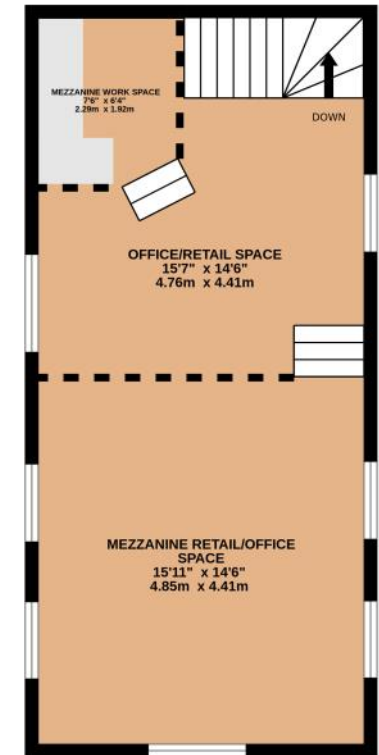 MEZZANINE WORK SPACE
7'6" x 6'4"
2.29m x 1.92m
DOWN
OFFICE/RETAIL SPACE
15'7" x 14'6"
4.76m x 4.41m
MEZZANINE RETAIL/OFFICE
SPACE
15'11" x 14'6"
4.85m x 4.41m